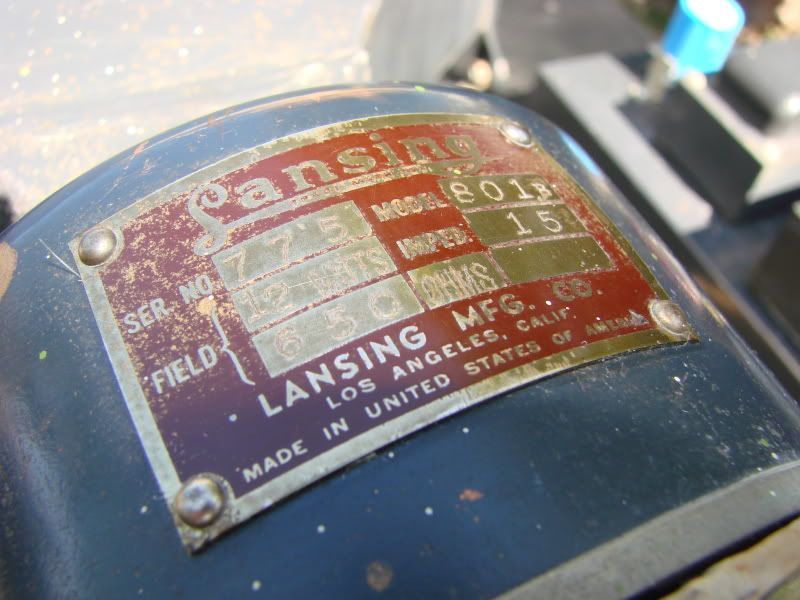 Lansing
SER NO. 775 MODEL 801B
FIELD { 12 WTTS IMPED. 15
650 OHMS
LANSING MFG. CO.
LOS ANGELES, CALIF.
MADE IN UNITED STATES OF AMERICA